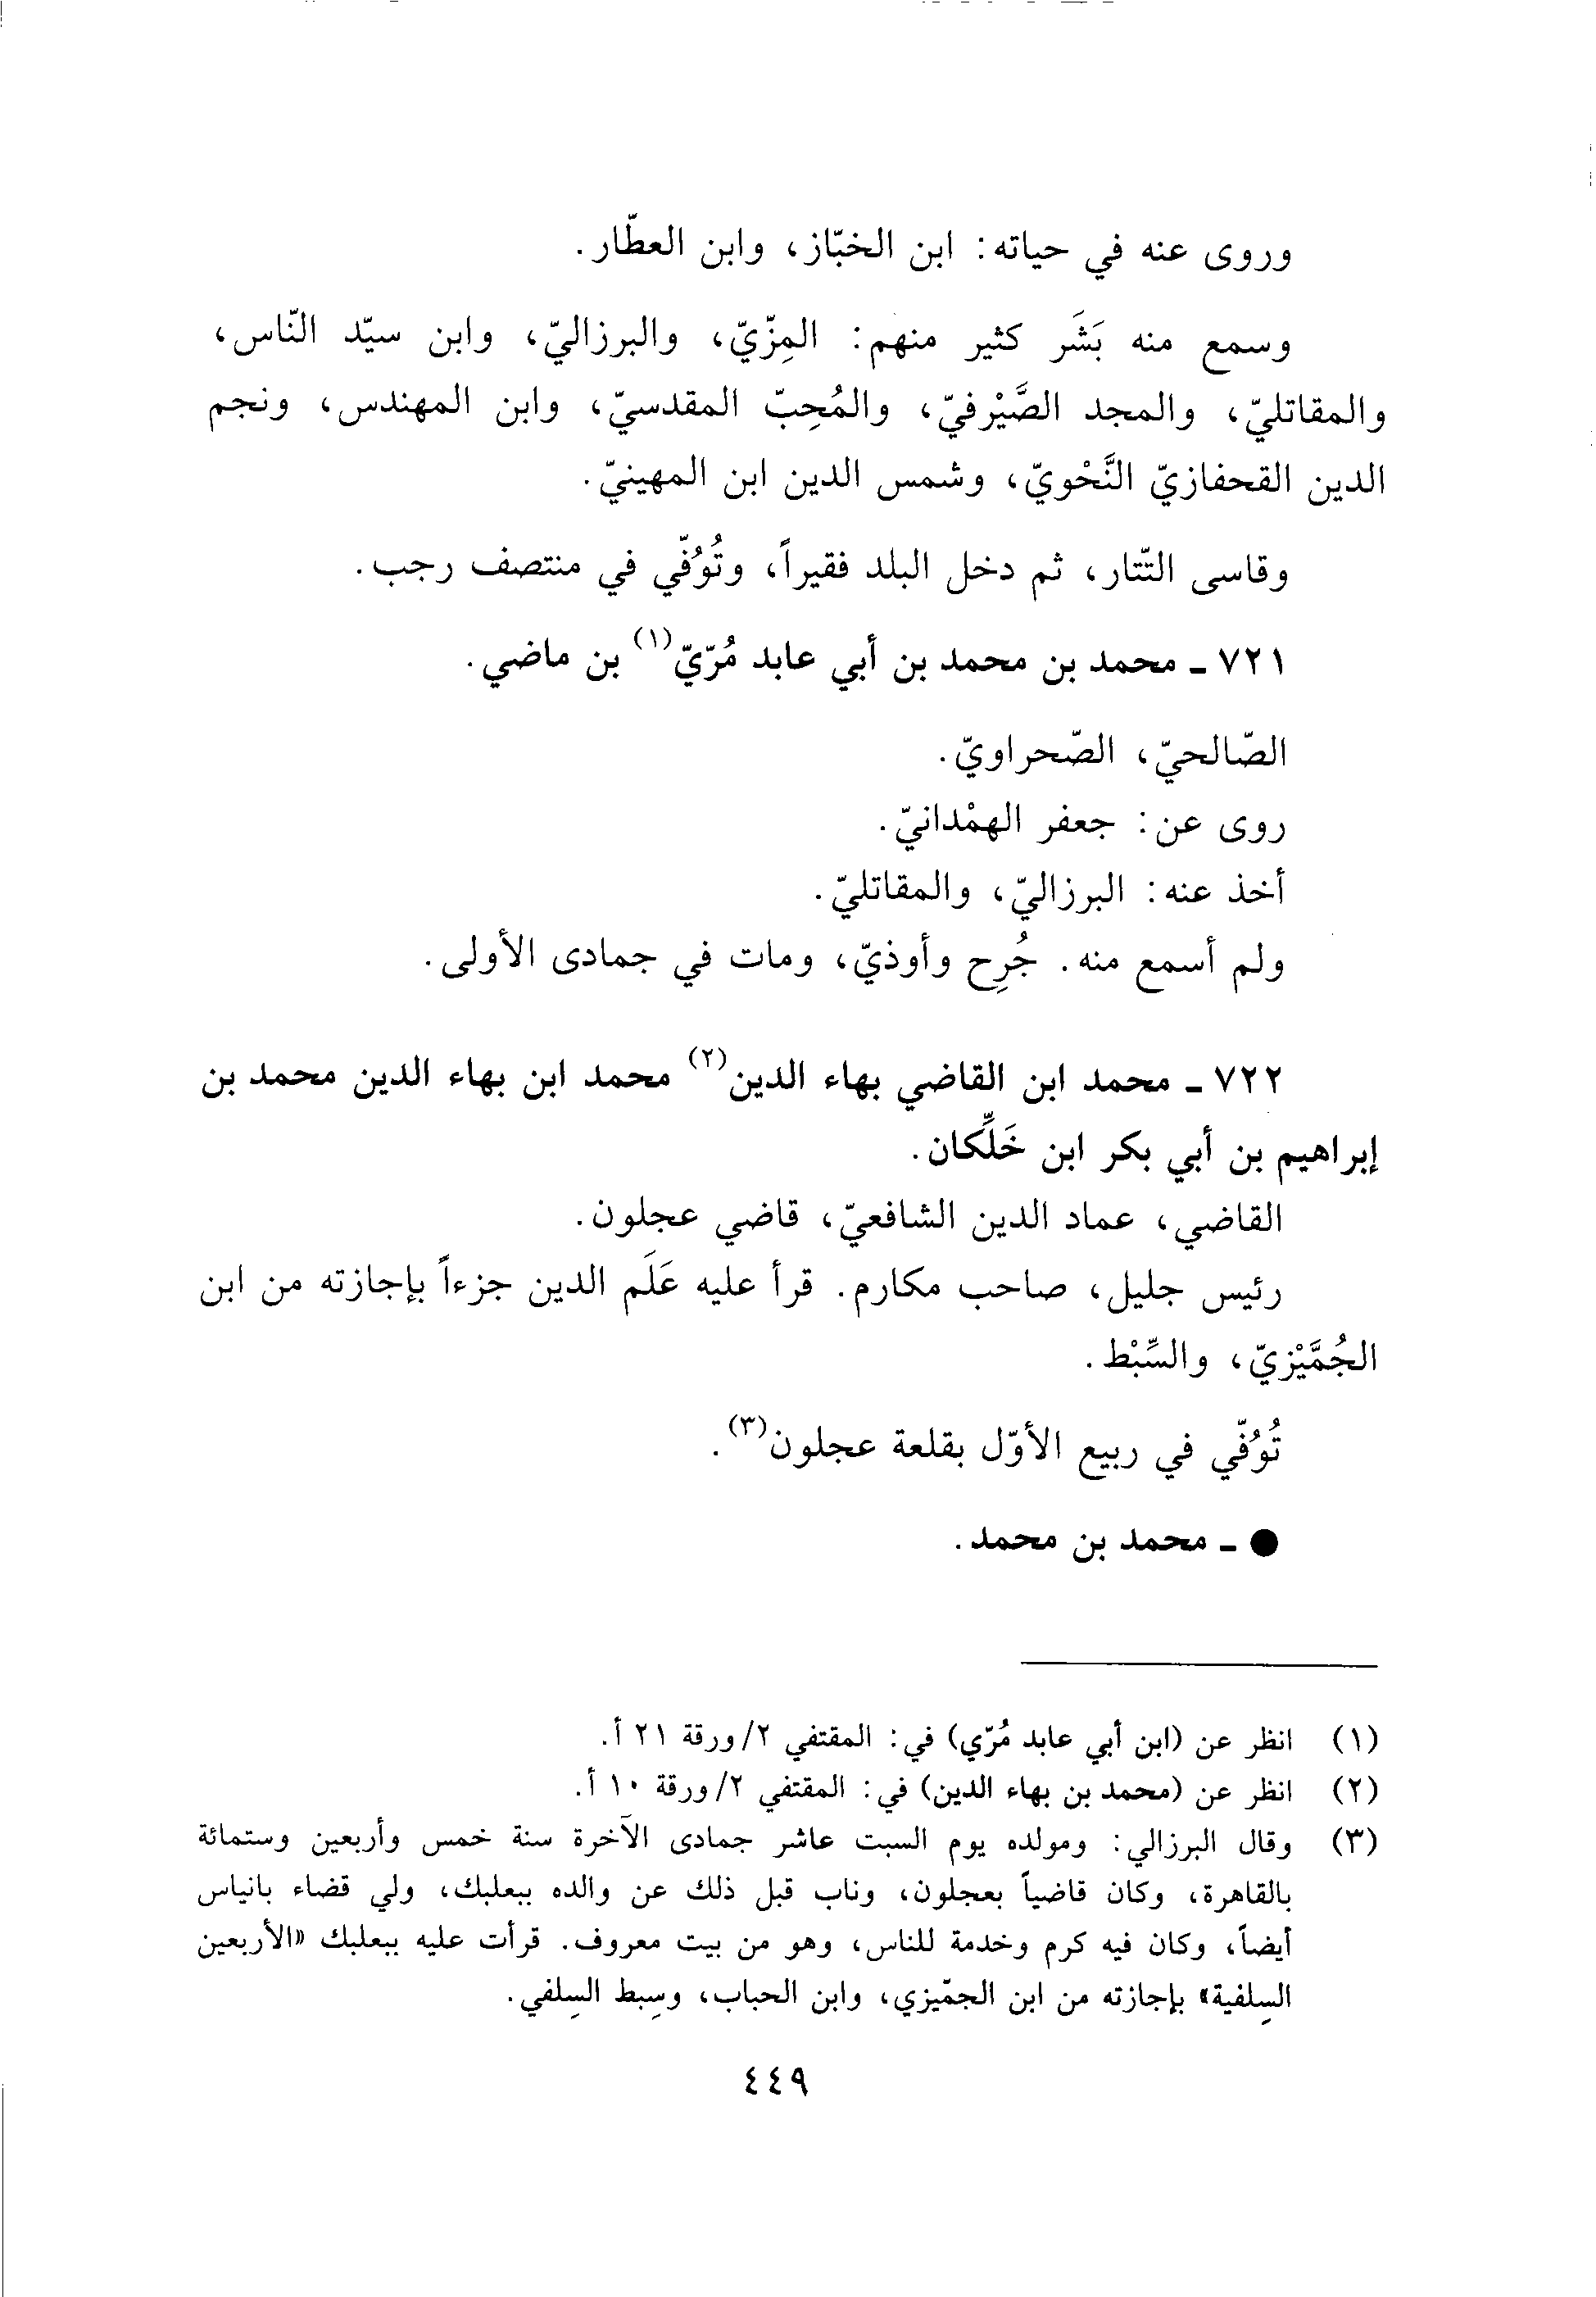 وروى عنه في حياته: ابن الخبّاز، وابن العطّار.
وسمع منه بَشَر كثير منهم: المِزّيّ، والبرزاليّ، وابن سيّد النّاس،
والمقاتليّ، والمجد الصَّيْرفيّ، والمُحِبّ المقدسيّ، وابن المهندس، ونجم
الدين القحفازيّ النَّحْويّ، وشمس الدين ابن المهينيّ.
وقاسى التّتار، ثم دخل البلد فقيراً، وتُوُفّي في منتصف رجب.
٧٢١ ـ محمد بن محمد بن أبي عابد مُرّيّ(١) بن ماضي.
الصّالحيّ، الصّحراويّ.
روى عن: جعفر الهمْدانيّ.
أخذ عنه: البرزاليّ، والمقاتليّ.
ولم أسمع منه. جُرِح وأوذيّ، ومات في جمادى الأولى.
٧٢٢ ـ محمد ابن القاضي بهاء الدين(٢) محمد ابن بهاء الدين محمد بن
إبراهيم بن أبي بكر ابن خَلِّكان.
القاضي، عماد الدين الشافعيّ، قاضي عجلون.
رئيس جليل، صاحب مكارم. قرأ عليه عَلَم الدين جزءاً بإجازته من ابن
الجُمَّيْزيّ، والسِّبْط.
تُوُفّي في ربيع الأوّل بقلعة عجلون(٣).
● ـ محمد بن محمد.
(١) انظر عن (ابن أبي عابد مُرّي) في: المقتفي ٢/ورقة ٢١ أ.
(٢) انظر عن (محمد بن بهاء الدين) في: المقتفي ٢/ورقة ١٠ أ.
(٣) وقال البرزالي: ومولده يوم السبت عاشر جمادى الآخرة سنة خمس وأربعين وستمائة
بالقاهرة، وكان قاضياً بعجلون، وناب قبل ذلك عن والده ببعلبك، ولي قضاء بانياس
أيضاً، وكان فيه كرم وخدمة للناس، وهو من بيت معروف. قرأت عليه ببعلبك «الأربعين
السِلفية» بإجازته من ابن الجمّيزي، وابن الحباب، وسِبط السِلفي.
٤٤٩